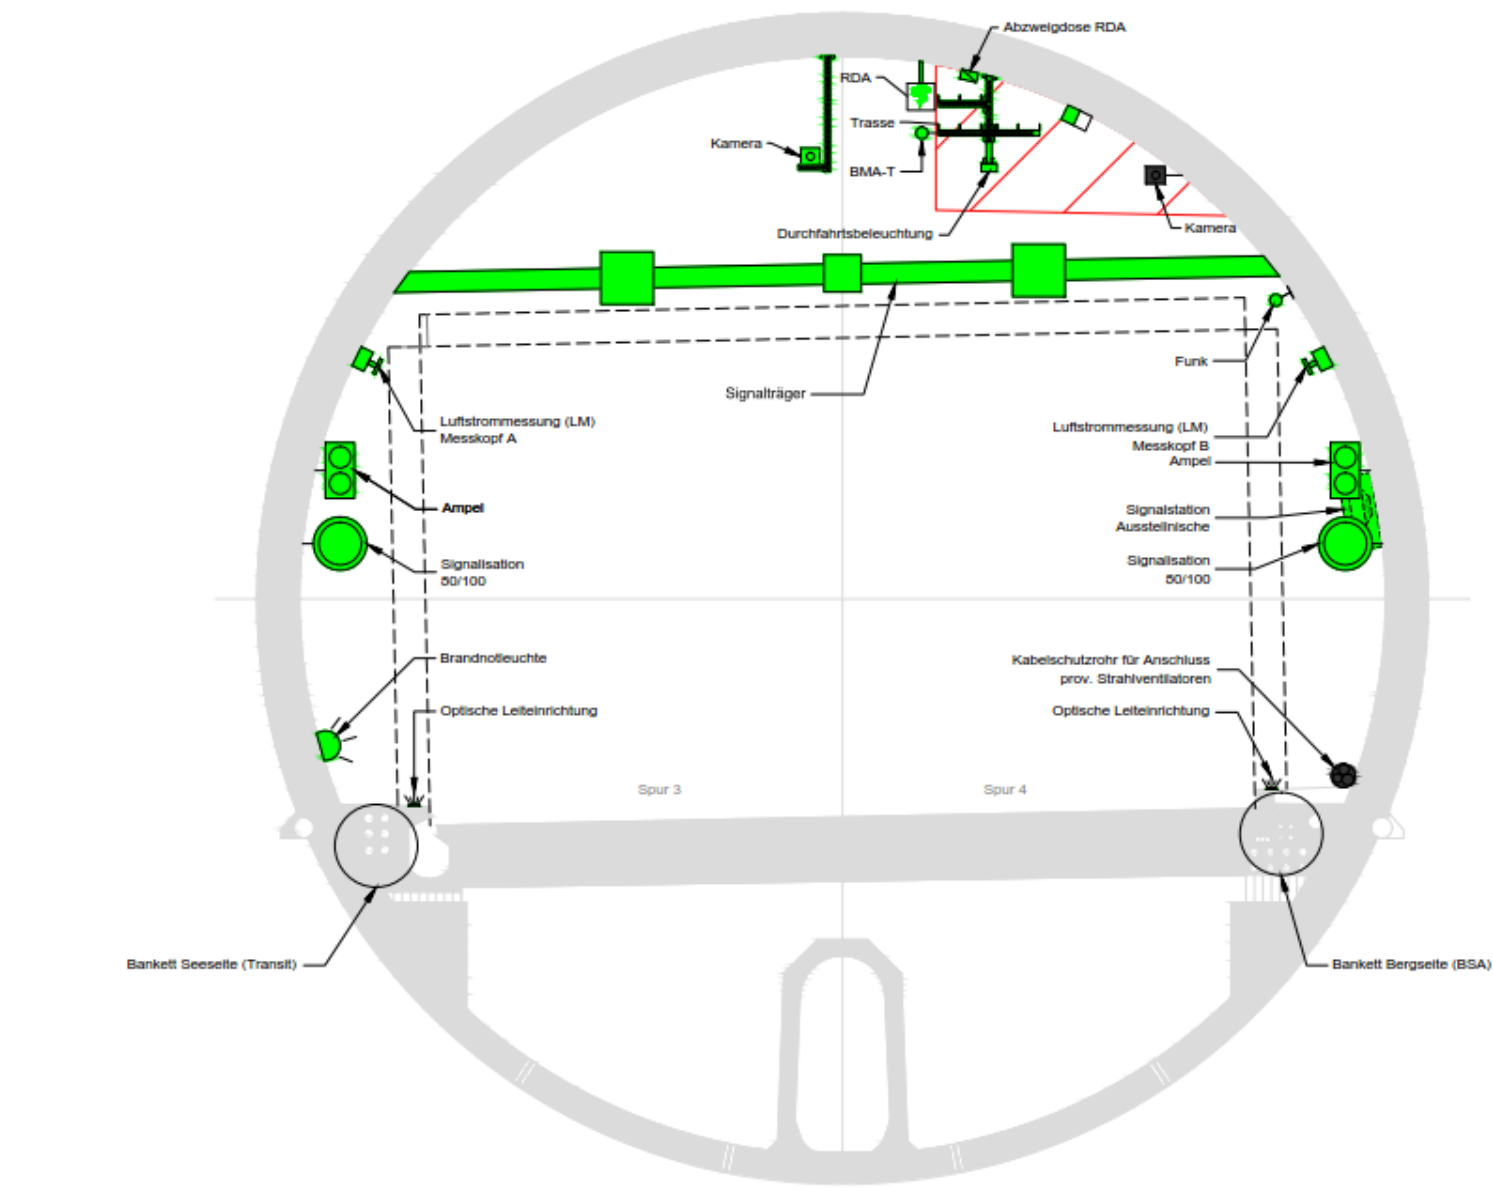 Abzweigdose RDA
RDA
Trasse
Kamera
BMA-T
Durchfahrtsbeleuchtung
Kamera
Funk
Signalträger
Luftstrommessung (LM)
Messkopf A
Luftstrommessung (LM)
Messkopf B
Ampel
Ampel
Signalstation
Ausstellnische
Signalisation
80/100
Signalisation
80/100
Brandnotleuchte
Kabelschutzrohr für Anschluss
prov. Strahlventilatoren
Optische Leiteinrichtung
Optische Leiteinrichtung
Spur 3
Spur 4
Bankett Seeseite (Transit)
Bankett Bergseite (BSA)